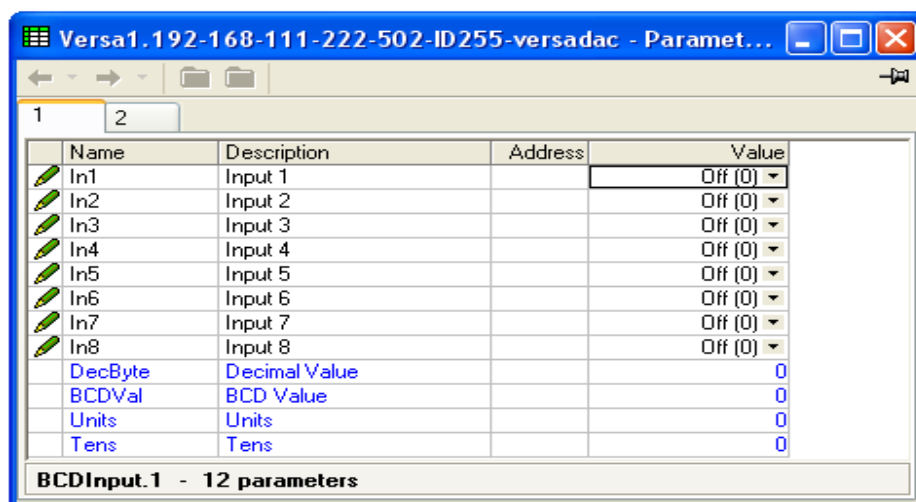 Versa1.192-168-111-222-502-ID255-versadac - Paramet...
1 2
Name Description Address Value
In1 Input 1 Off (0)
In2 Input 2 Off (0)
In3 Input 3 Off (0)
In4 Input 4 Off (0)
In5 Input 5 Off (0)
In6 Input 6 Off (0)
In7 Input 7 Off (0)
In8 Input 8 Off (0)
DecByte Decimal Value 0
BCDVal BCD Value 0
Units Units 0
Tens Tens 0
BCDInput.1 - 12 parameters